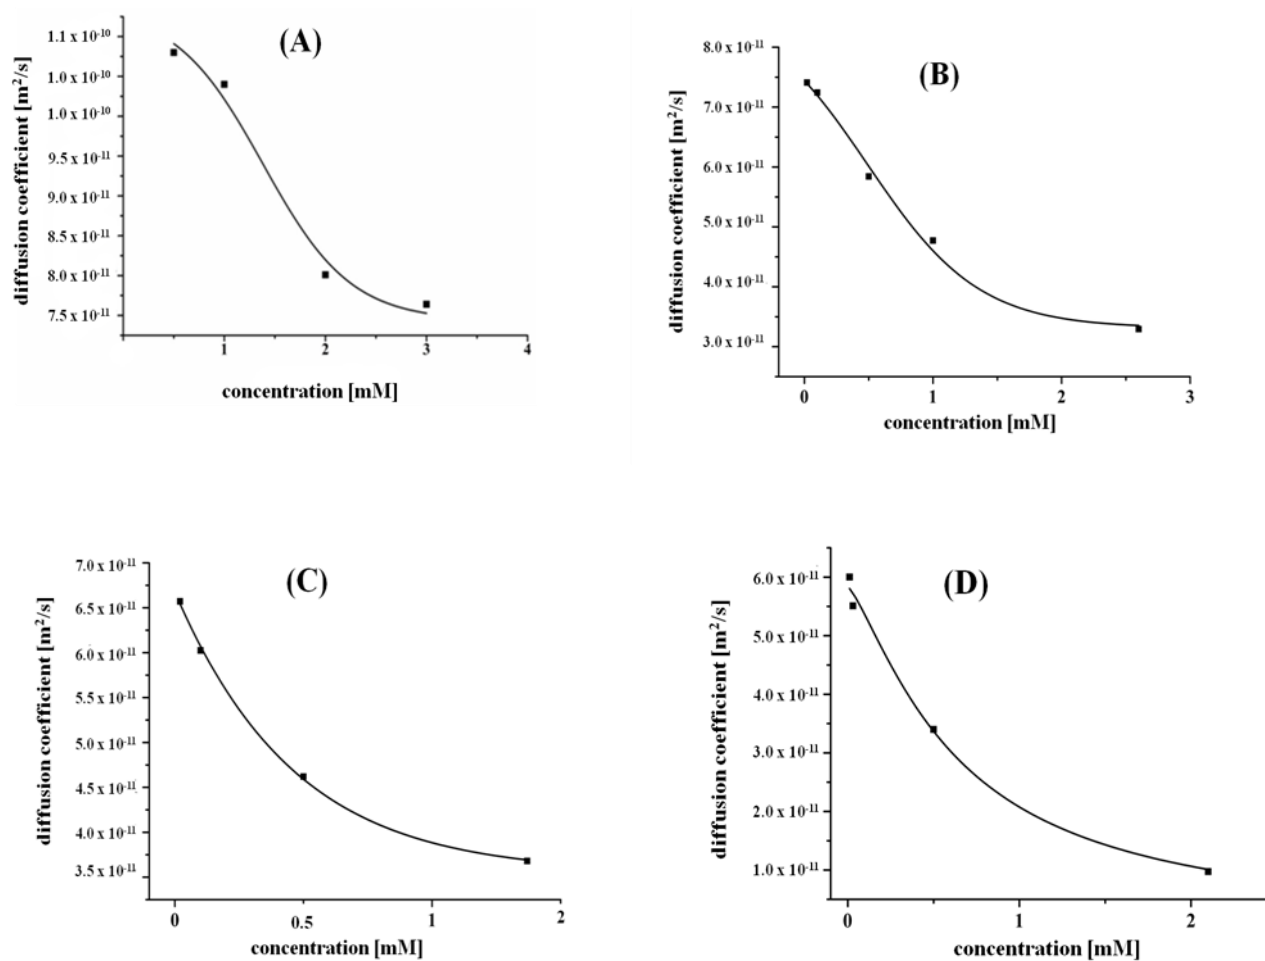 (A)
diffusion coefficient [m²/s]
1.1 x 10⁻¹⁰
1.0 x 10⁻¹⁰
1.0 x 10⁻¹⁰
9.5 x 10⁻¹¹
9.0 x 10⁻¹¹
8.5 x 10⁻¹¹
8.0 x 10⁻¹¹
7.5 x 10⁻¹¹
1 2 3 4
concentration [mM]
(B)
diffusion coefficient [m²/s]
8.0 x 10⁻¹¹
7.0 x 10⁻¹¹
6.0 x 10⁻¹¹
5.0 x 10⁻¹¹
4.0 x 10⁻¹¹
3.0 x 10⁻¹¹
0 1 2 3
concentration [mM]
(C)
diffusion coefficient [m²/s]
7.0 x 10⁻¹¹
6.5 x 10⁻¹¹
6.0 x 10⁻¹¹
5.5 x 10⁻¹¹
5.0 x 10⁻¹¹
4.5 x 10⁻¹¹
4.0 x 10⁻¹¹
3.5 x 10⁻¹¹
0 0.5 1 2
concentration [mM]
(D)
diffusion coefficient [m²/s]
6.0 x 10⁻¹¹
5.0 x 10⁻¹¹
4.0 x 10⁻¹¹
3.0 x 10⁻¹¹
2.0 x 10⁻¹¹
1.0 x 10⁻¹¹
0 1 2
concentration [mM]